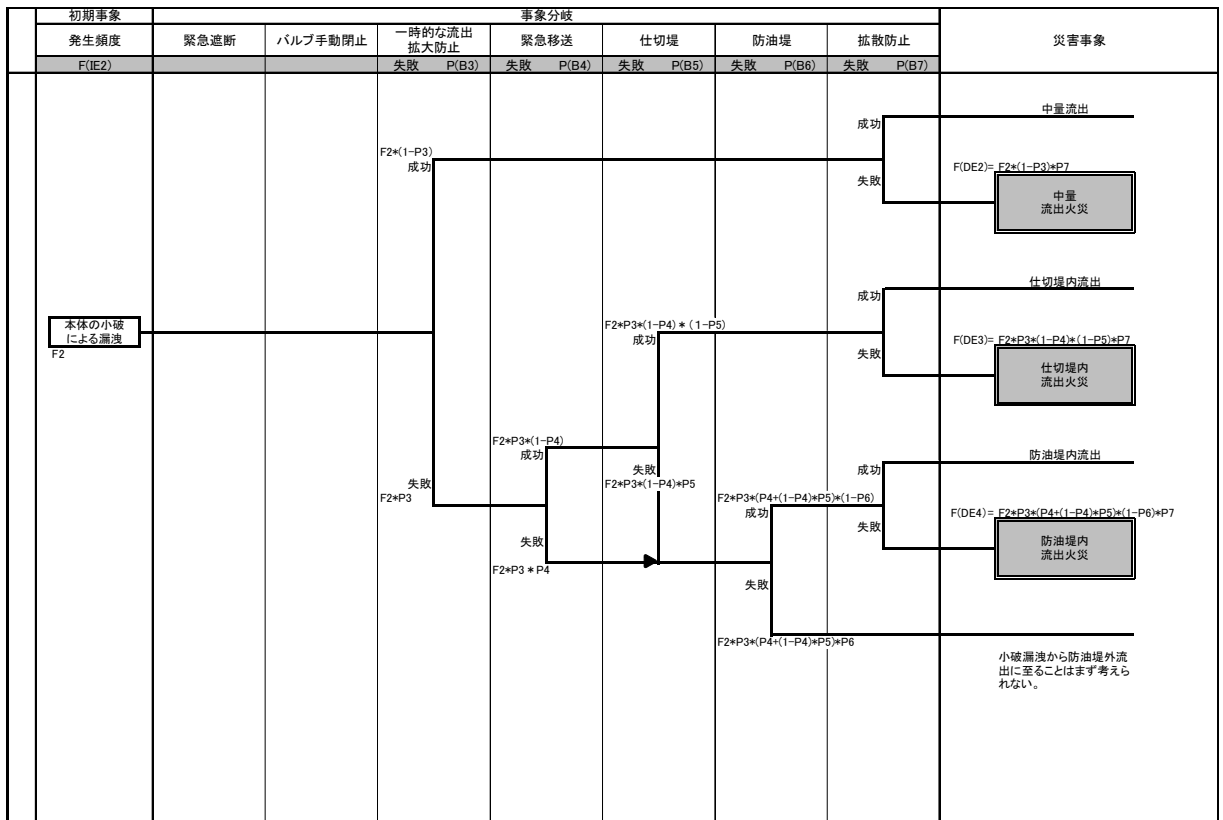 初期事象
事象分岐
発生頻度
緊急遮断
バルブ手動閉止
一時的な流出
拡大防止
緊急移送
仕切堤
防油堤
拡散防止
災害事象
F(IE2)
失敗 P(B3)
失敗 P(B4)
失敗 P(B5)
失敗 P(B6)
失敗 P(B7)
中量流出
成功
F2*(1-P3)
成功
失敗
F(DE2)= F2*(1-P3)*P7
中量
流出火災
仕切堤内流出
成功
本体の小破
による漏洩
F2
F2*P3*(1-P4)*(1-P5)
成功
失敗
F(DE3)= F2*P3*(1-P4)*(1-P5)*P7
仕切堤内
流出火災
F2*P3*(1-P4)
成功
防油堤内流出
成功
失敗
F2*P3*(1-P4)*P5
失敗
F2*P3
F2*P3*(P4+(1-P4)*P5)*(1-P6)
成功
F(DE4)= F2*P3*(P4+(1-P4)*P5)*(1-P6)*P7
失敗
失敗
防油堤内
流出火災
F2*P3*P4
失敗
F2*P3*(P4+(1-P4)*P5)*P6
小破漏洩から防油堤外流
出に至ることはまず考えら
れない。